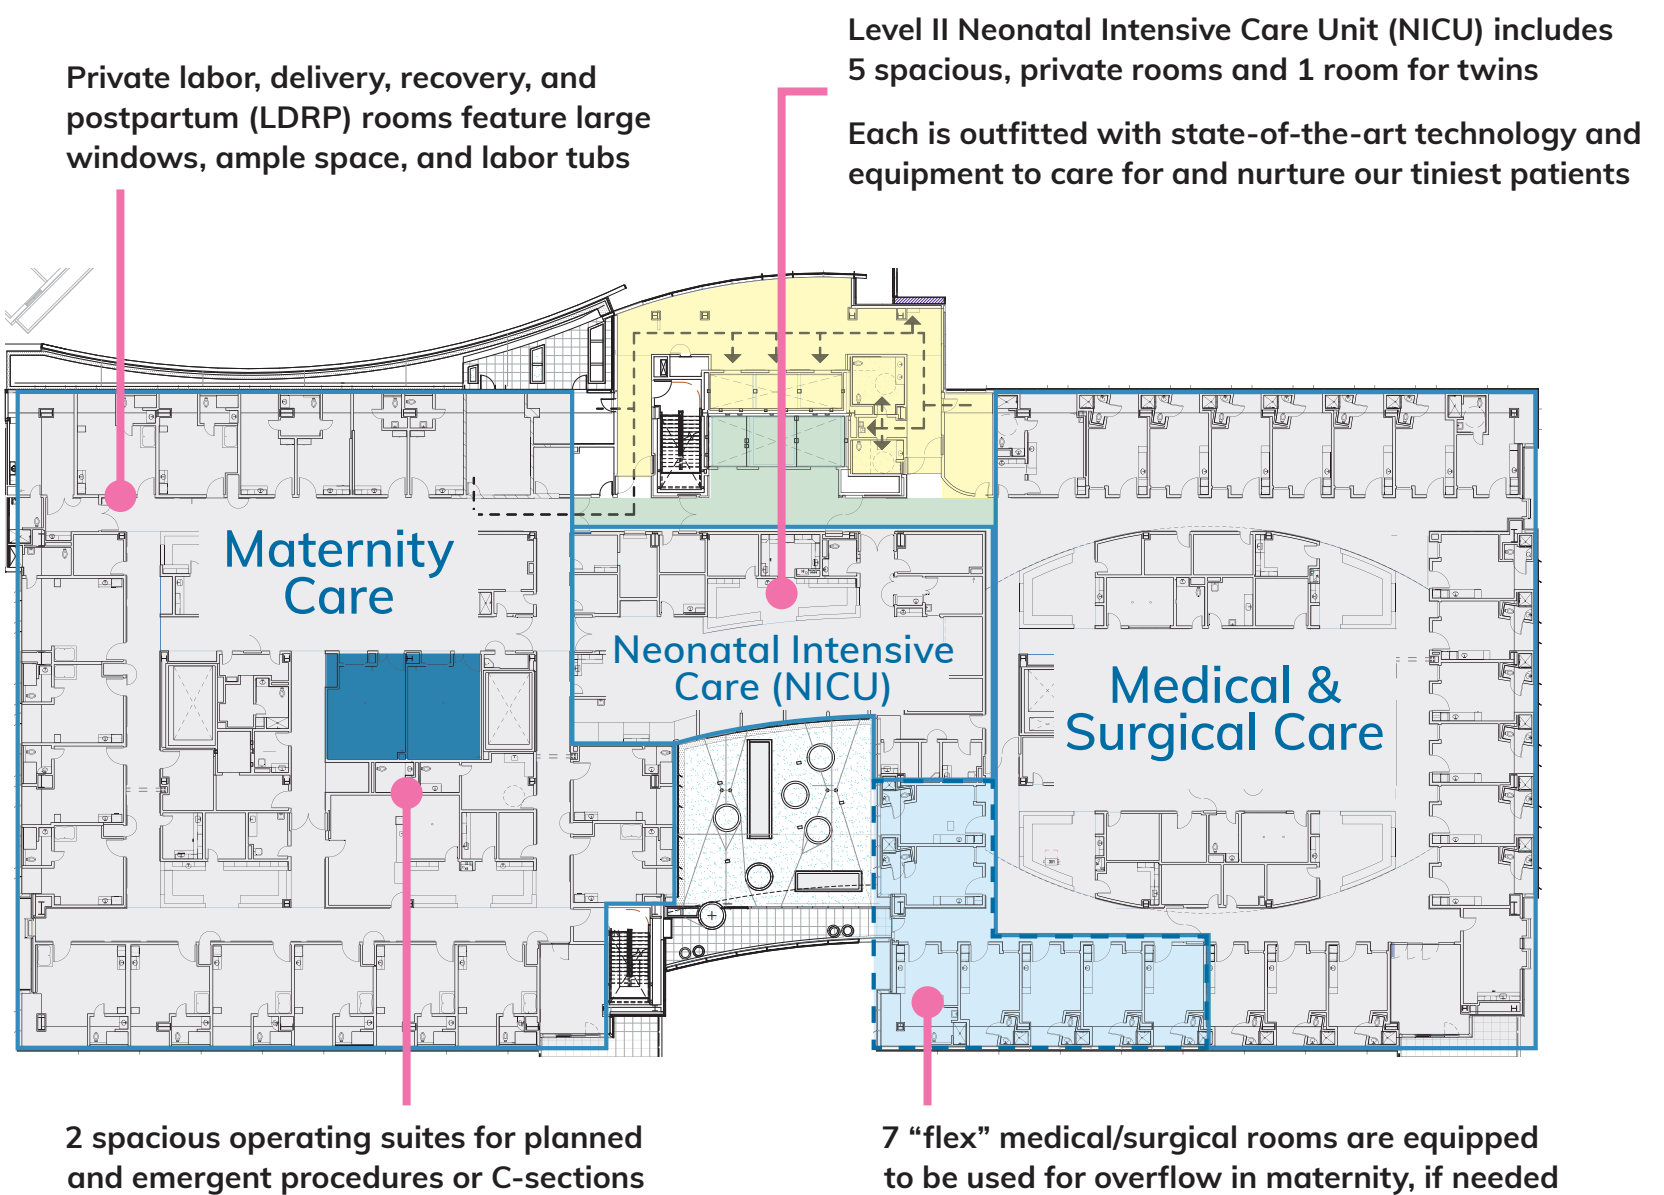 Level II Neonatal Intensive Care Unit (NICU) includes
5 spacious, private rooms and 1 room for twins
Each is outfitted with state-of-the-art technology and
equipment to care for and nurture our tiniest patients
Private labor, delivery, recovery, and
postpartum (LDRP) rooms feature large
windows, ample space, and labor tubs
Maternity
Care
Neonatal Intensive
Care (NICU)
Medical &
Surgical Care
2 spacious operating suites for planned
and emergent procedures or C-sections
7 “flex” medical/surgical rooms are equipped
to be used for overflow in maternity, if needed